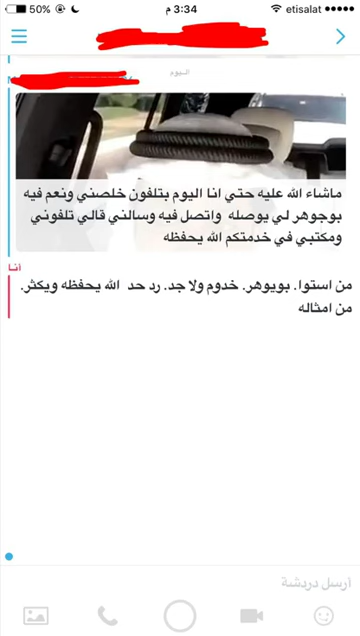 50%
3:34 م
etisalat
اليوم
ماشاء الله عليه حتي انا اليوم بتلفون خلصني ونعم فيه
بوجوهر لي يوصله واتصل فيه وسالني قالي تلفوني
ومكتبي في خدمتكم الله يحفظه
أنا
من استوا. بويوهر. خدوم ولا جد. رد حد الله يحفظه ويكثر.
من امثاله
أرسل دردشة